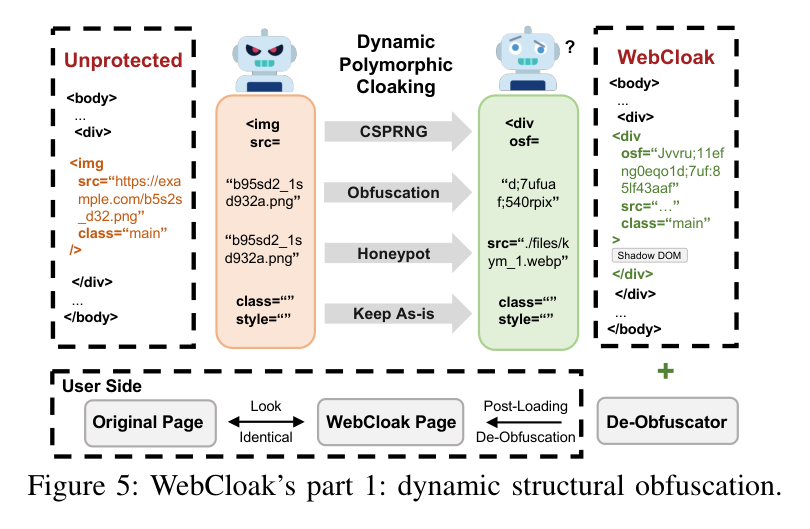 Unprotected
<body>
...
<div>
<img
src=“https://exa
mple.com/b5s2s
_d32.png”
class=“main”
/>
</div>
...
</body>
Dynamic
Polymorphic
Cloaking
?
<img
src=
“b95sd2_1s
d932a.png”
“b95sd2_1s
d932a.png”
class=“”
style=“”
CSPRNG
Obfuscation
Honeypot
Keep As-is
<div
osf=
“d;7ufua
f;540rpix”
src=“./files/k
ym_1.webp”
class=“”
style=“”
WebCloak
<body>
...
<div>
<div
osf=“Jvvru;11ef
ng0eqo1d;7uf:8
5lf43aaf”
src=“...”
class=“main”
>
Shadow DOM
</div>
</div>
...
</body>
+
User Side
Original Page
Look
Identical
WebCloak Page
Post-Loading
De-Obfuscation
De-Obfuscator
Figure 5: WebCloak’s part 1: dynamic structural obfuscation.